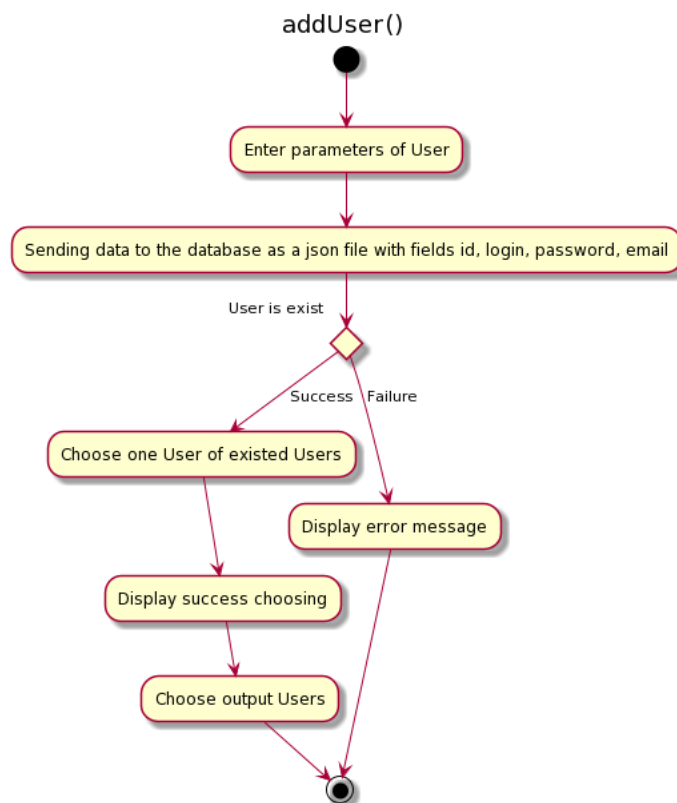 addUser()
Enter parameters of User
Sending data to the database as a json file with fields id, login, password, email
User is exist
Success
Failure
Choose one User of existed Users
Display error message
Display success choosing
Choose output Users